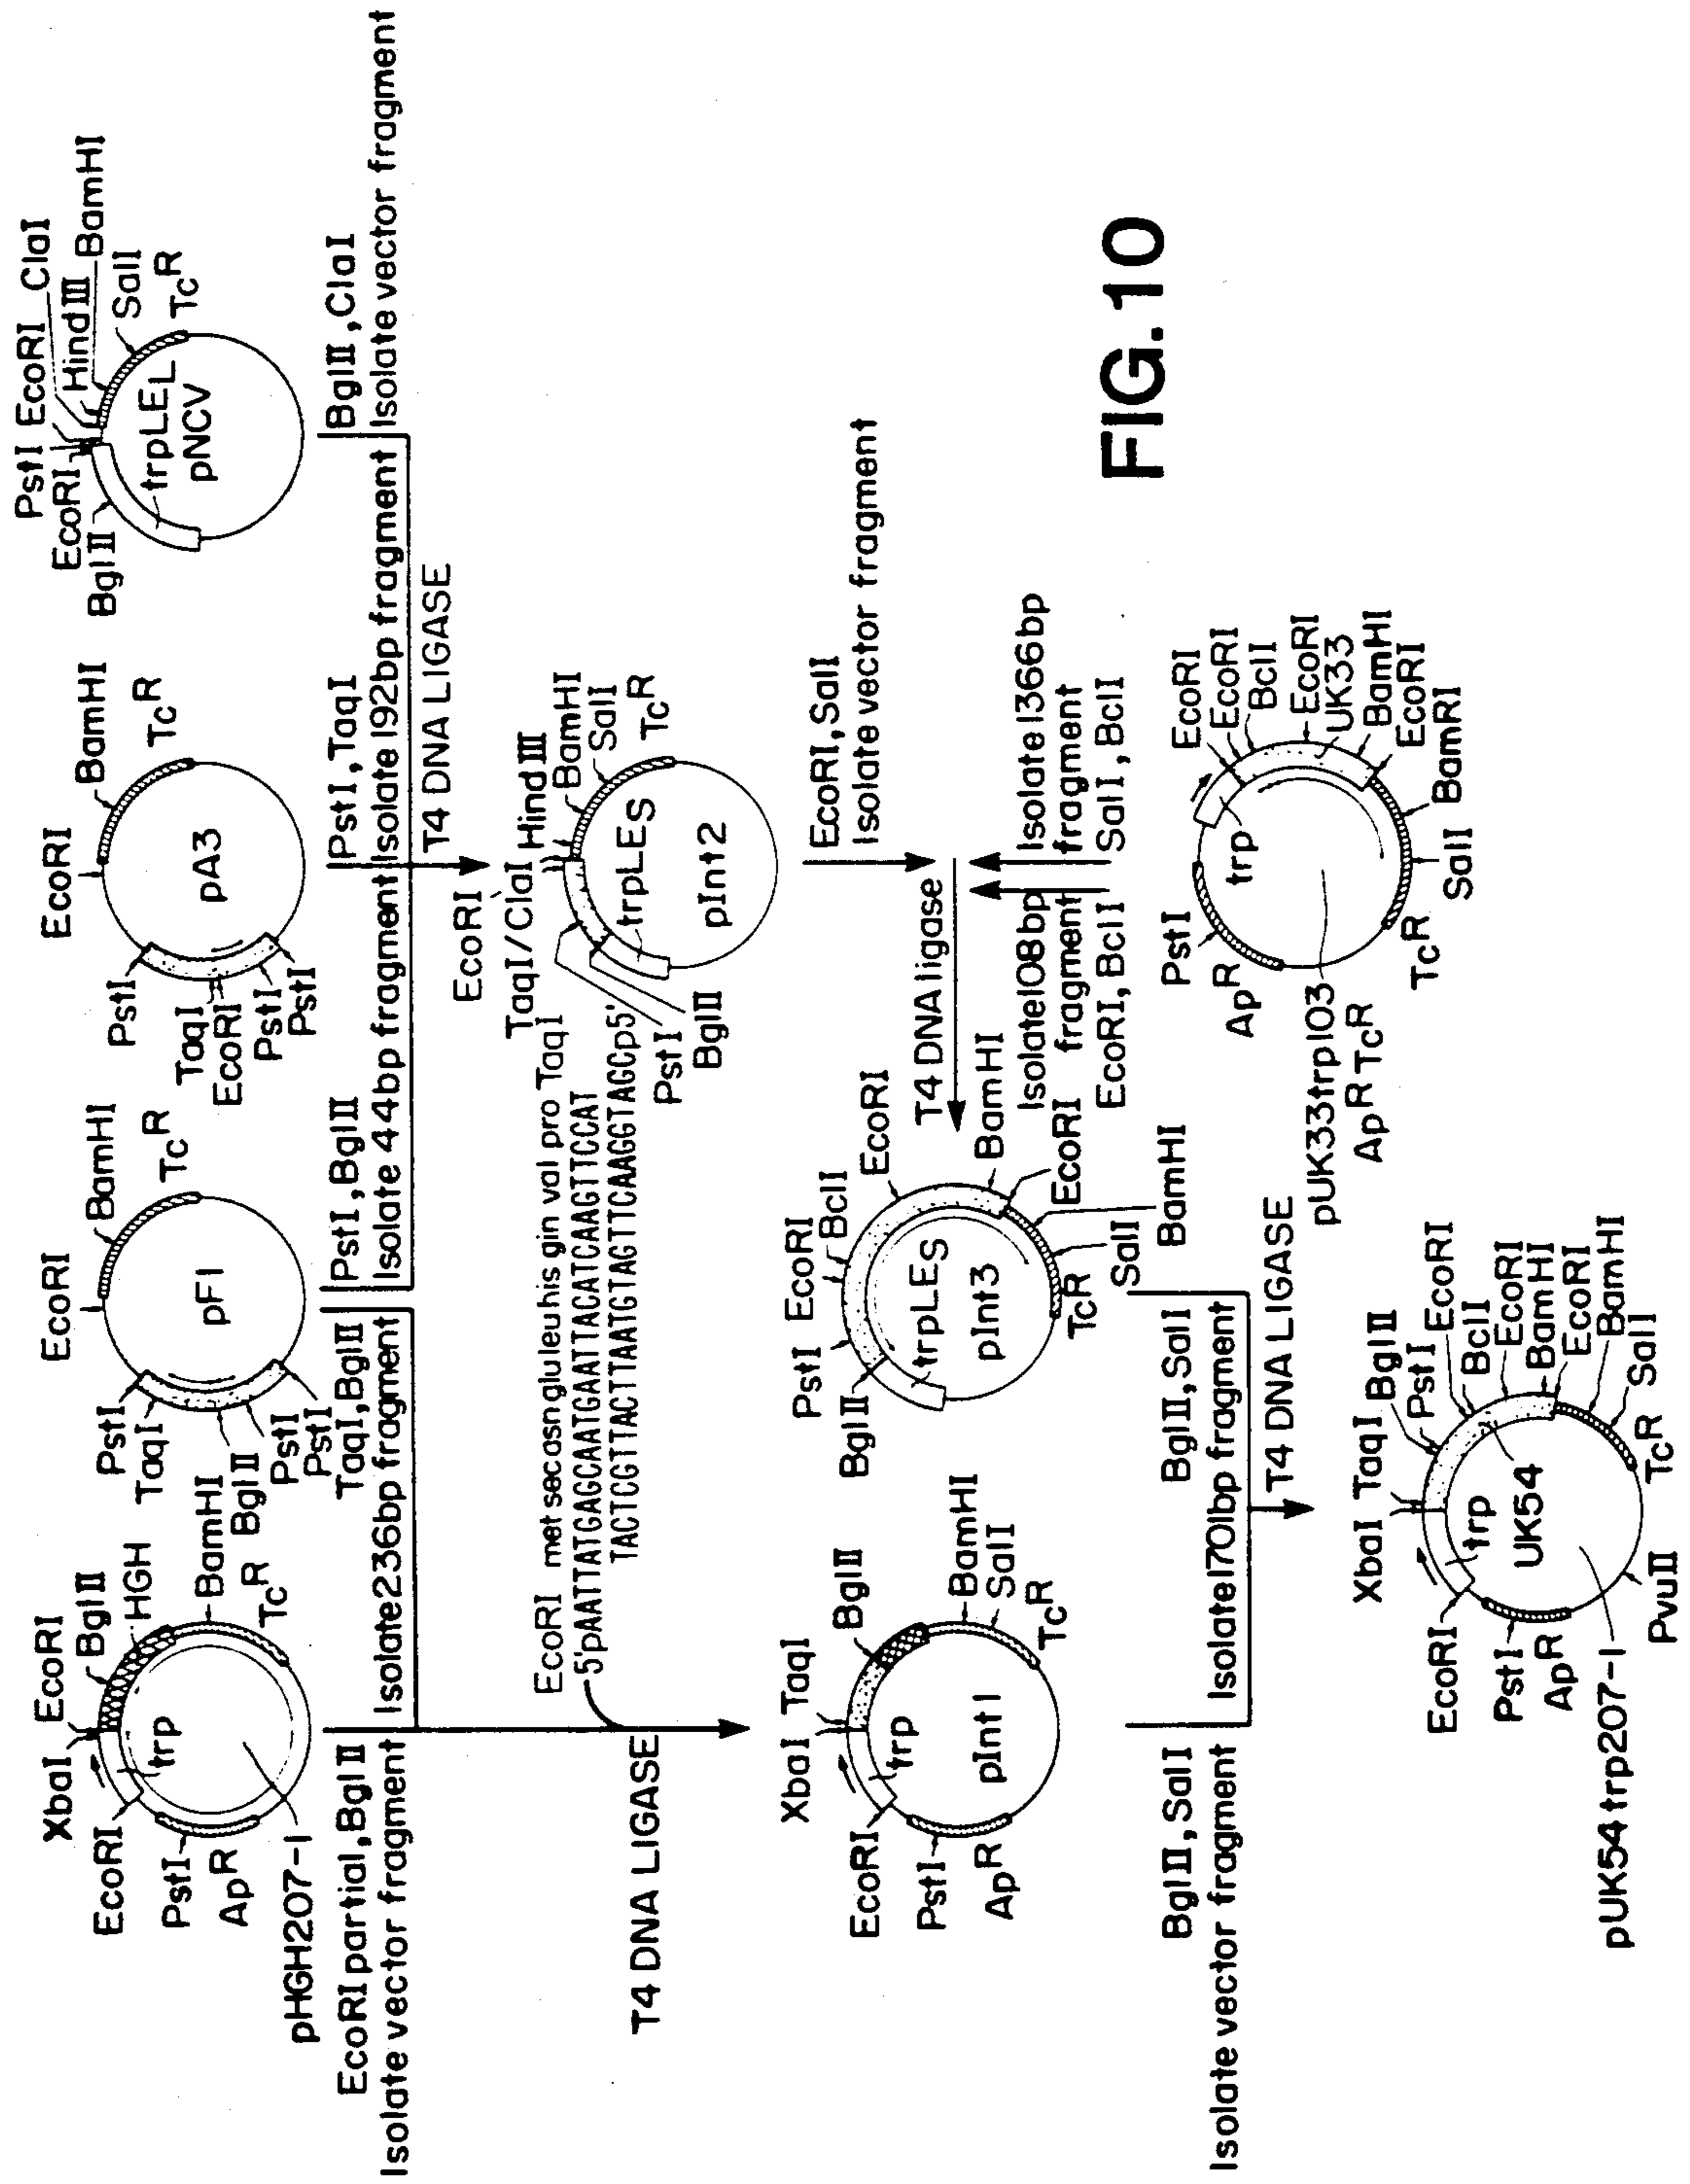 XbaI
EcoRI
BglII
HGH
EcoRI
trp
BamHI
PstI
ApR
TcR
pHGH207-1
EcoRI
BamHI
TcR
pF1
PstI
TaqI
BglII
PstI
PstI
EcoRI
BamHI
TcR
pA3
PstI
TaqI
EcoRI
PstI
PstI
PstI
EcoRI
ClaI
EcoRI
HindIII
BamHI
BglII
SalI
TcR
trpLEL
pNCV
EcoRI partial, BglII
Isolate vector fragment
TaqI, BglII
Isolate 236bp fragment
PstI, BglII
Isolate 44bp fragment
PstI, TaqI
Isolate 192bp fragment
BglII, ClaI
Isolate vector fragment
T4 DNA LIGASE
EcoRI met secasn gluleu his gin val pro TaqI
5'pAATTATGAGCAATGAATTACATCAAGTTCCAT
TACTCGTTACTTAATGTAGTTCAAGGTAGCp5'
T4 DNA LIGASE
EcoRI
TaqI/ClaI
HindIII
BamHI
SalI
TcR
trpLES
pInt2
PstI
BglII
EcoRI, SalI
Isolate vector fragment
XbaI
TaqI
BglII
EcoRI
trp
BamHI
SalI
PstI
ApR
TcR
pInt1
PstI
EcoRI
BclI
EcoRI
BglII
BamHI
EcoRI
trpLES
pInt3
TcR
SalI
BamHI
T4 DNA ligase
Isolate 108bp
fragment
EcoRI, BclI
Isolate 1366bp
fragment
SalI, BclI
EcoRI
EcoRI
BclI
EcoRI
UK33
BamHI
EcoRI
BamRI
SalI
TcR
PstI
ApR
trp
pUK33trp103
ApRTcR
BglII, SalI
Isolate vector fragment
BglII, SalI
Isolate 1701bp fragment
T4 DNA LIGASE
XbaI
TaqI
BglII
PstI
EcoRI
BclI
EcoRI
BamHI
EcoRI
BamHI
SalI
TcR
EcoRI
trp
UK54
PstI
ApR
PvuII
pUK54trp207-1
FIG.10